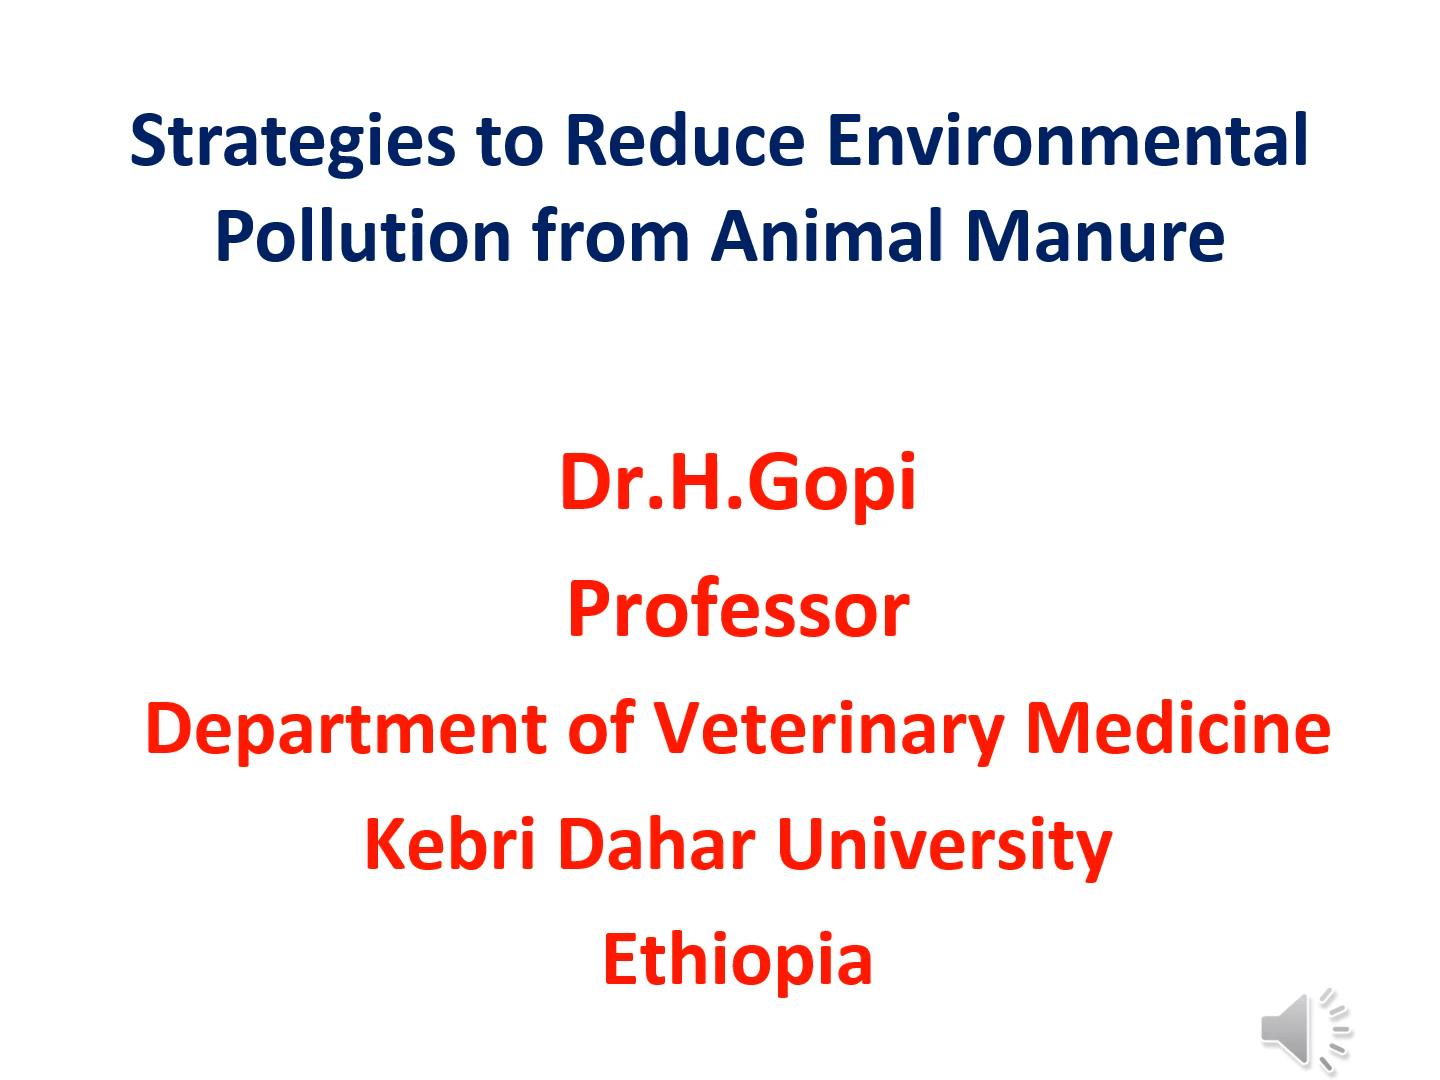 Strategies to Reduce Environmental
Pollution from Animal Manure
Dr.H.Gopi
Professor
Department of Veterinary Medicine
Kebri Dahar University
Ethiopia